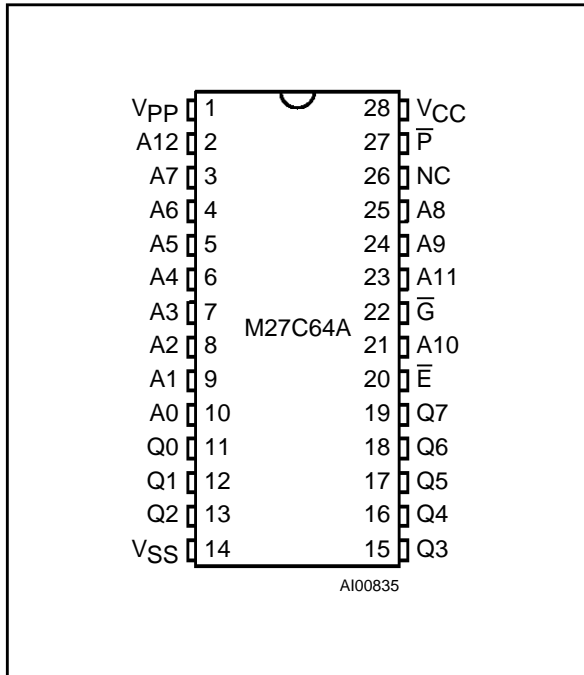 VPP 1 28 VCC
A12 2 27 P̅
A7 3 26 NC
A6 4 25 A8
A5 5 24 A9
A4 6 23 A11
A3 7 22 G̅
M27C64A
A2 8 21 A10
A1 9 20 E̅
A0 10 19 Q7
Q0 11 18 Q6
Q1 12 17 Q5
Q2 13 16 Q4
VSS 14 15 Q3
AI00835